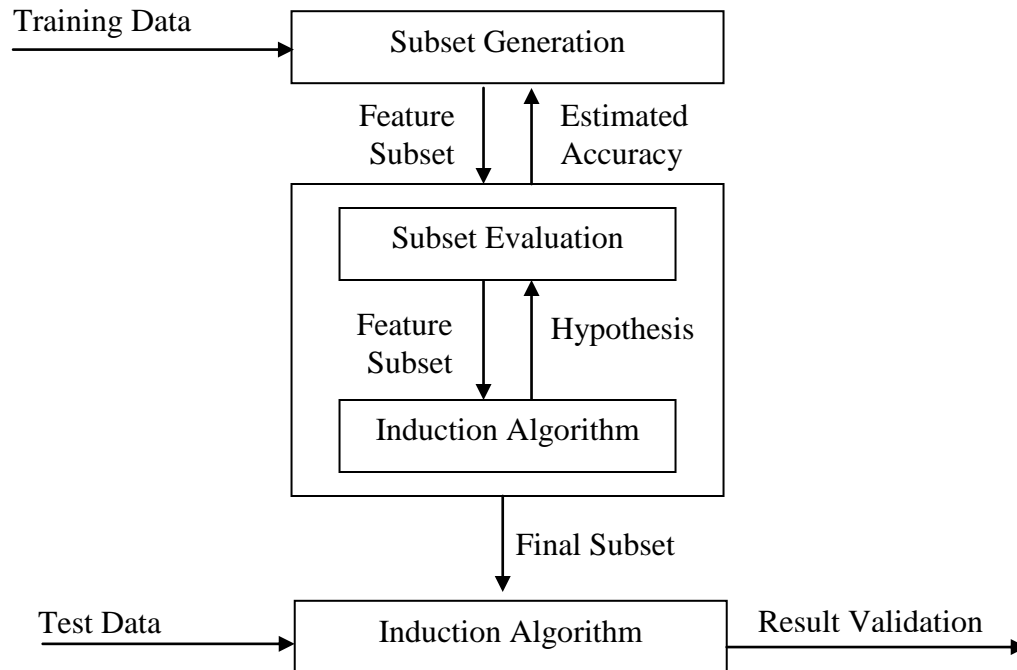 Training Data
Subset Generation
Feature
Subset
Estimated
Accuracy
Subset Evaluation
Feature
Subset
Hypothesis
Induction Algorithm
Final Subset
Test Data
Induction Algorithm
Result Validation